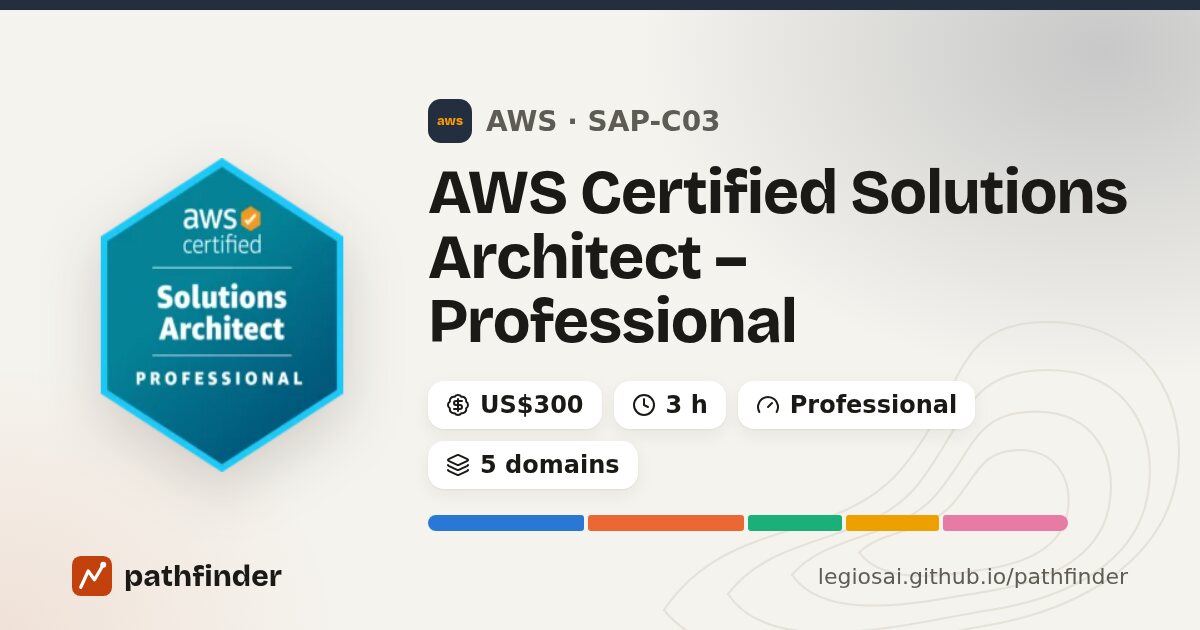 aws
AWS · SAP-C03
AWS Certified Solutions
Architect –
Professional
aws
certified
Solutions
Architect
PROFESSIONAL
US$300
3 h
Professional
5 domains
pathfinder
legiosai.github.io/pathfinder